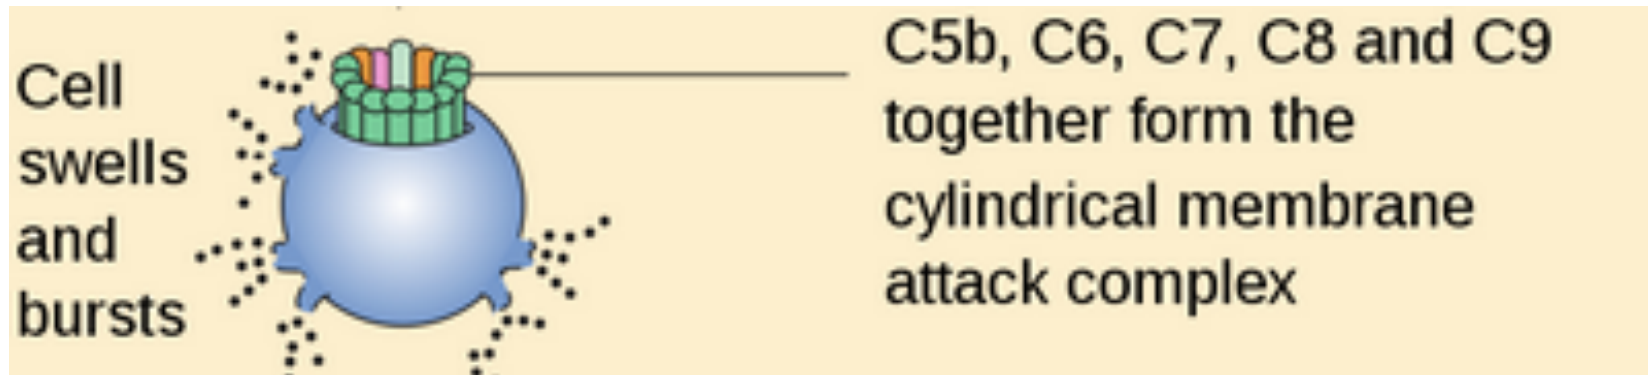 Cell
swells
and
bursts
C5b, C6, C7, C8 and C9
together form the
cylindrical membrane
attack complex